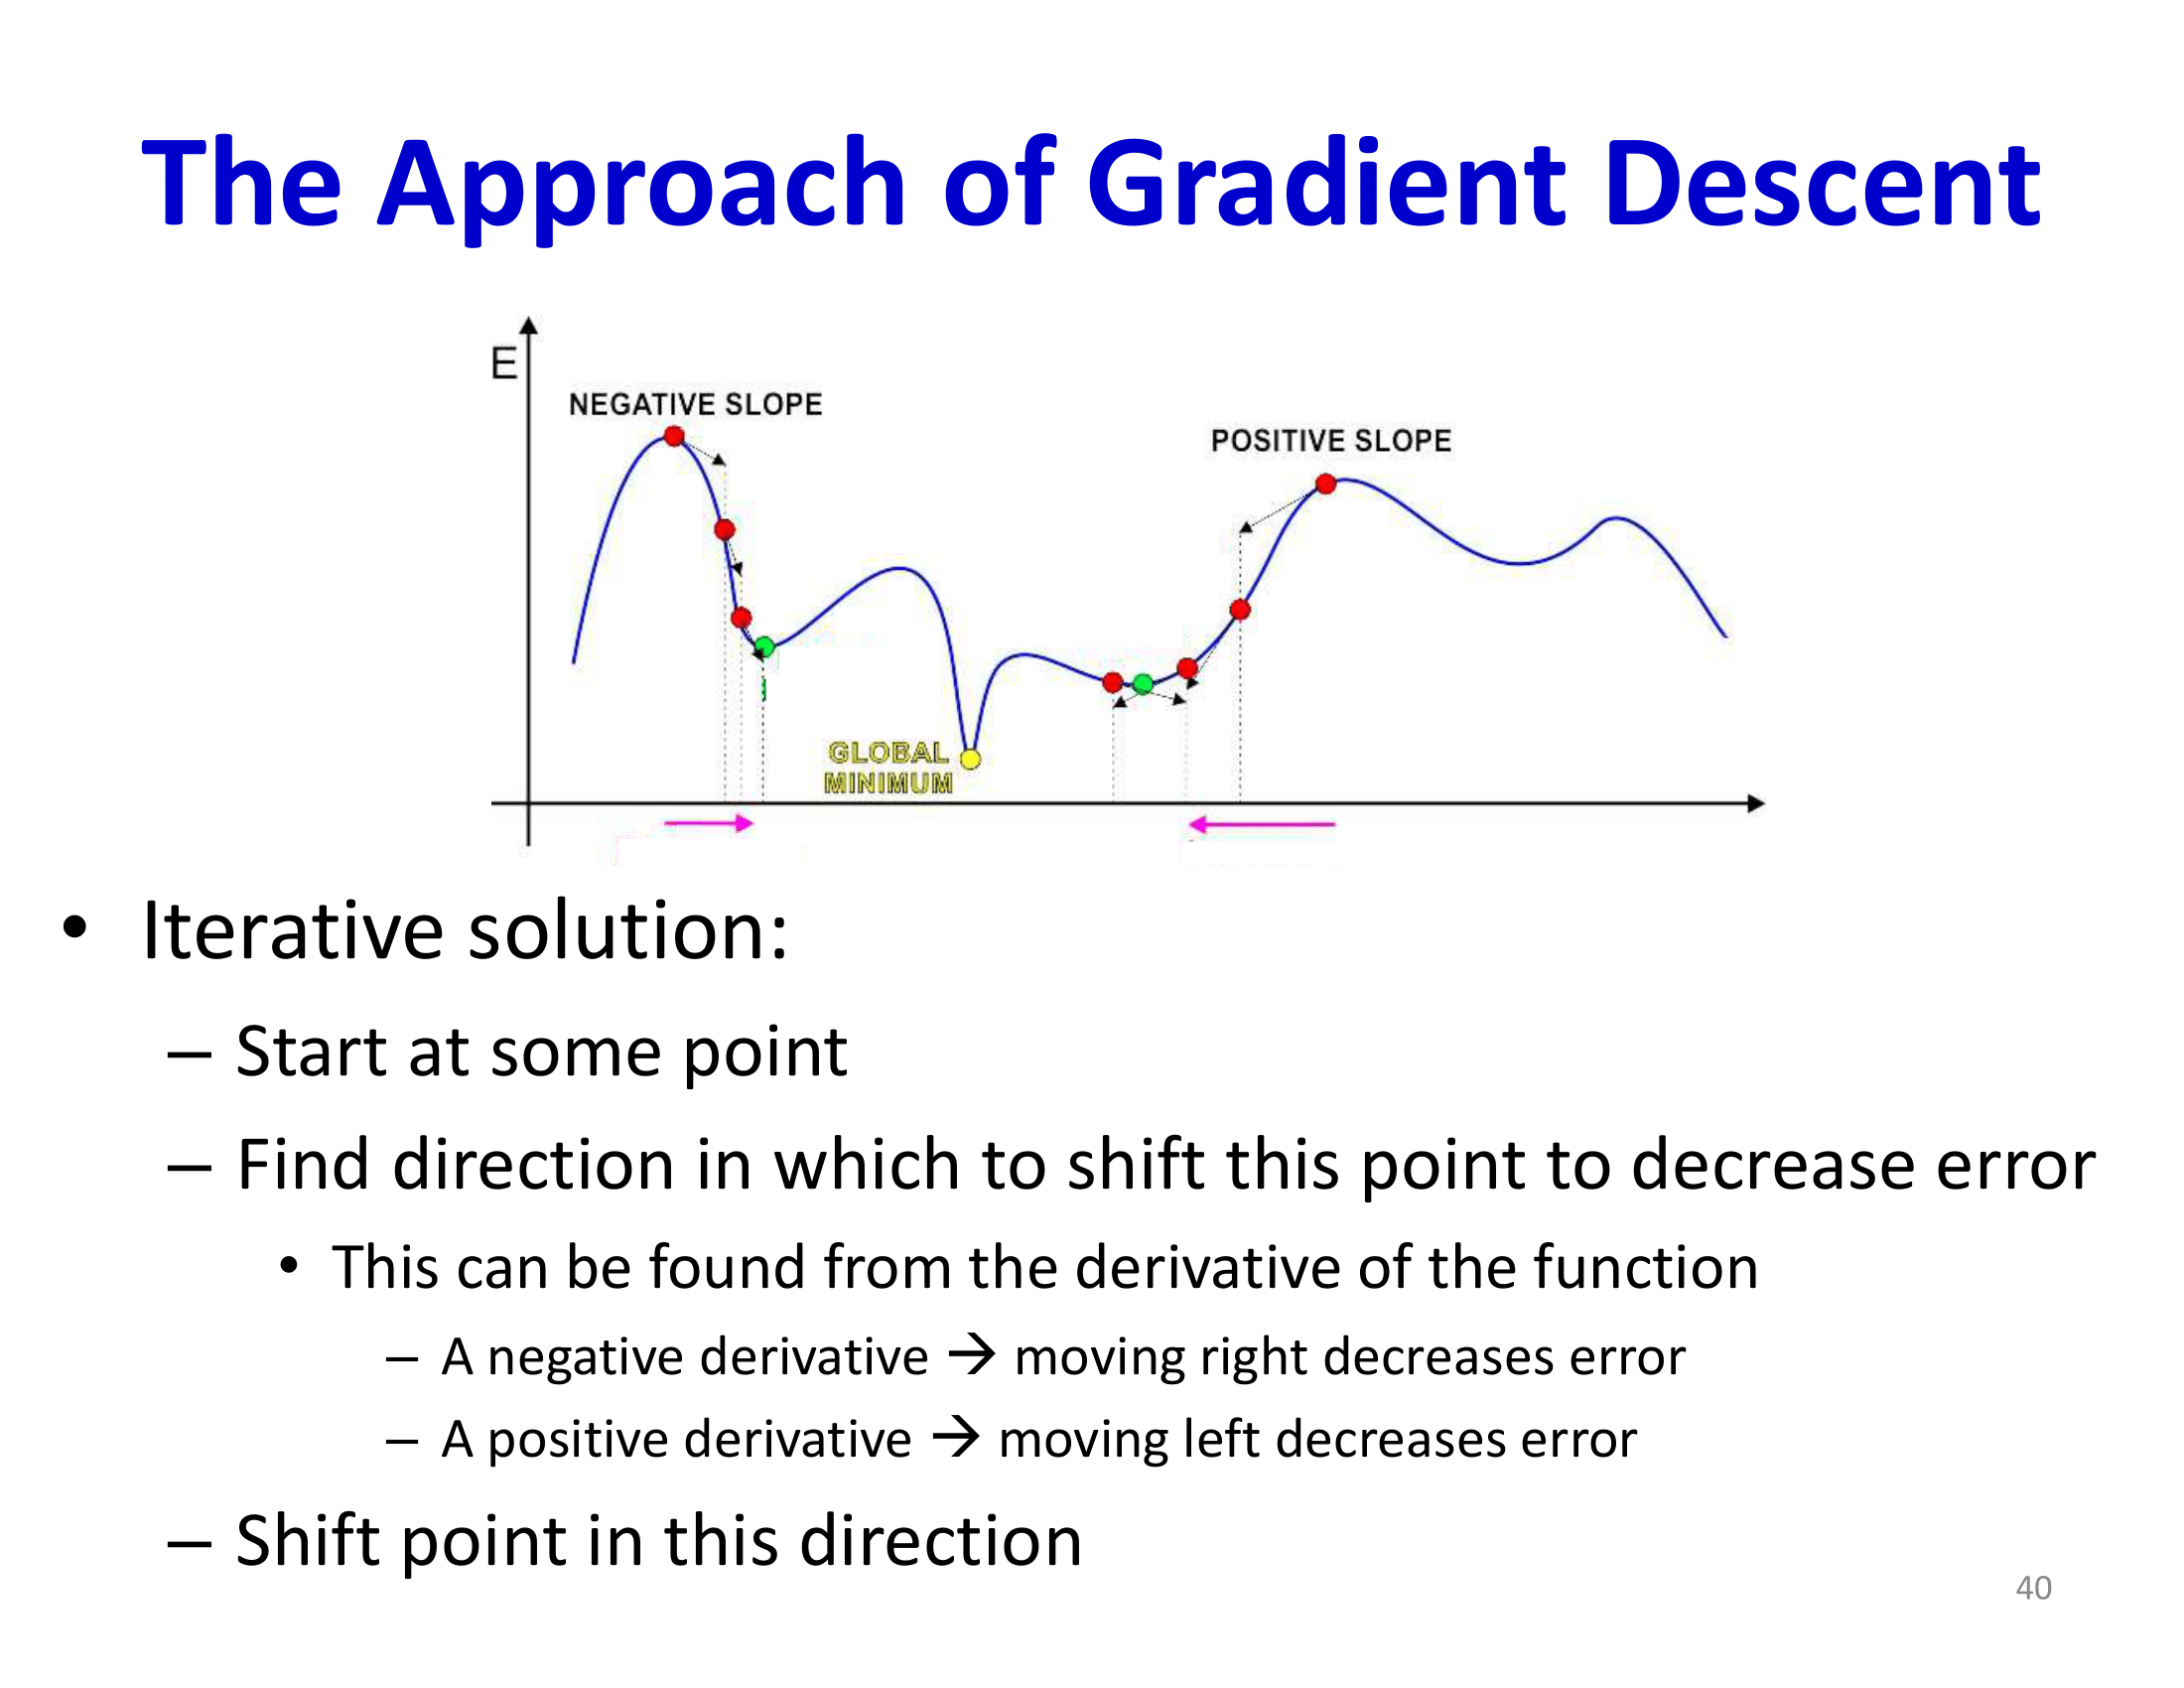 The Approach of Gradient Descent
E
NEGATIVE SLOPE
POSITIVE SLOPE
GLOBAL
MINIMUM
• Iterative solution:
– Start at some point
– Find direction in which to shift this point to decrease error
• This can be found from the derivative of the function
– A negative derivative → moving right decreases error
– A positive derivative → moving left decreases error
– Shift point in this direction
40